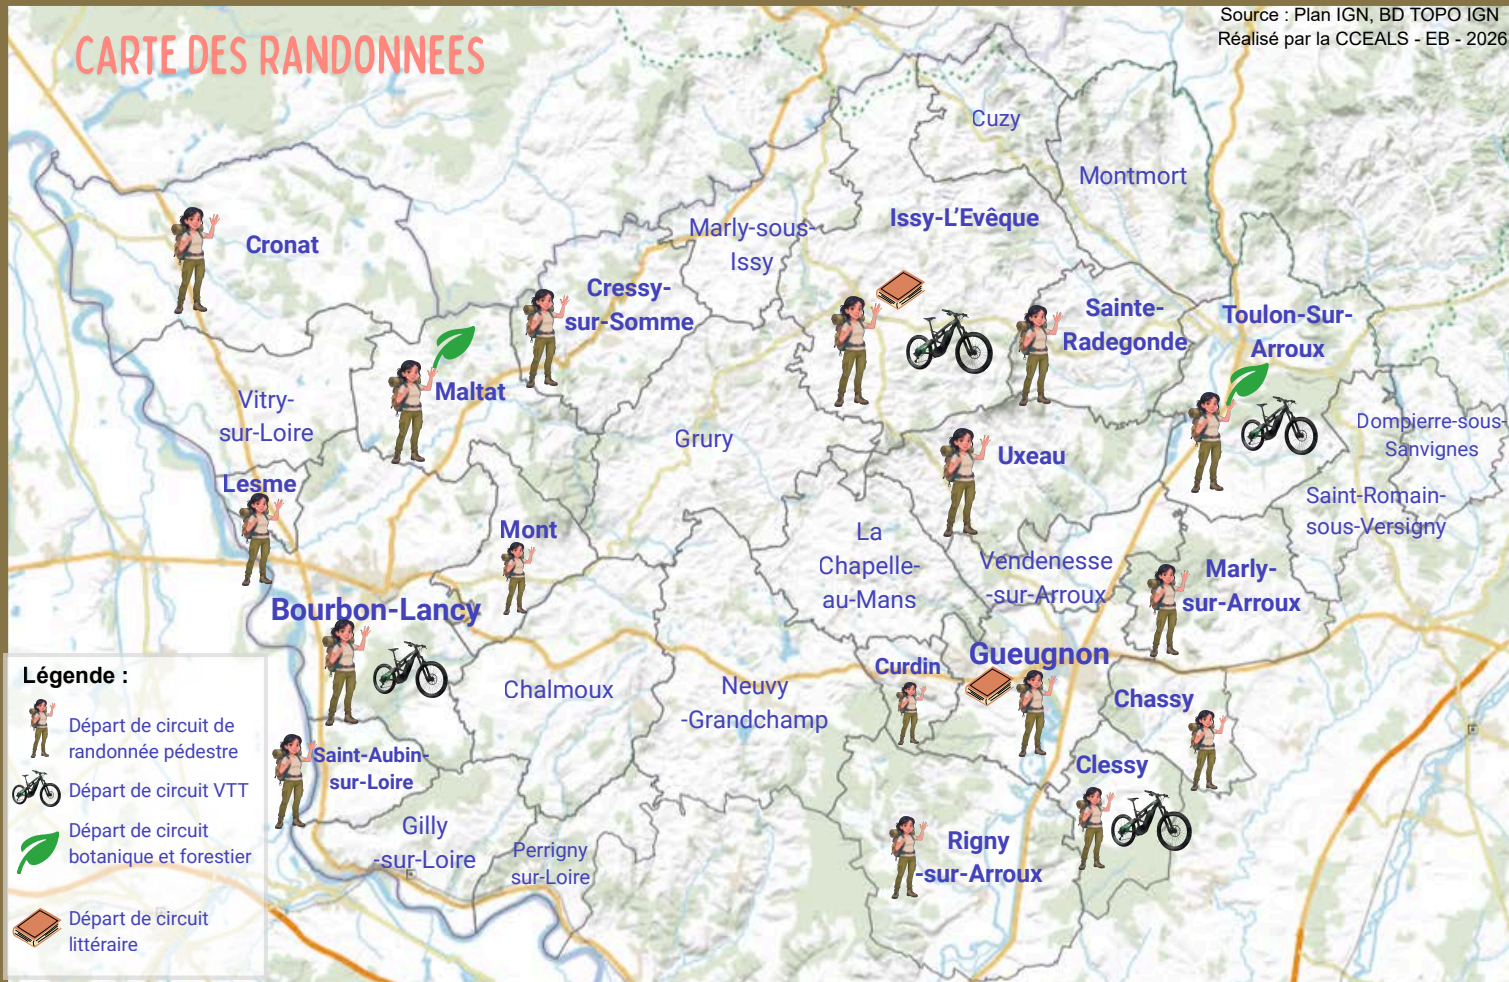 CARTE DES RANDONNEES
Source : Plan IGN, BD TOPO IGN
Réalisé par la CCEALS - EB - 2026
Cuzy
Montmort
Issy-L'Evêque
Marly-sous-
Issy
Cronat
Cressy-
sur-Somme
Sainte-
Radegonde
Toulon-Sur-
Arroux
Maltat
Vitry-
sur-Loire
Grury
Dompierre-sous-
Sanvignes
Uxeau
Lesme
Saint-Romain-
sous-Versigny
Mont
La
Chapelle-
au-Mans
Vendenesse
-sur-Arroux
Marly-
sur-Arroux
Bourbon-Lancy
Gueugnon
Curdin
Chalmoux
Neuvy
-Grandchamp
Chassy
Clessy
Saint-Aubin-
sur-Loire
Gilly
-sur-Loire
Perrigny
sur-Loire
Rigny
-sur-Arroux
Légende :
Départ de circuit de
randonnée pédestre
Départ de circuit VTT
Départ de circuit
botanique et forestier
Départ de circuit
littéraire